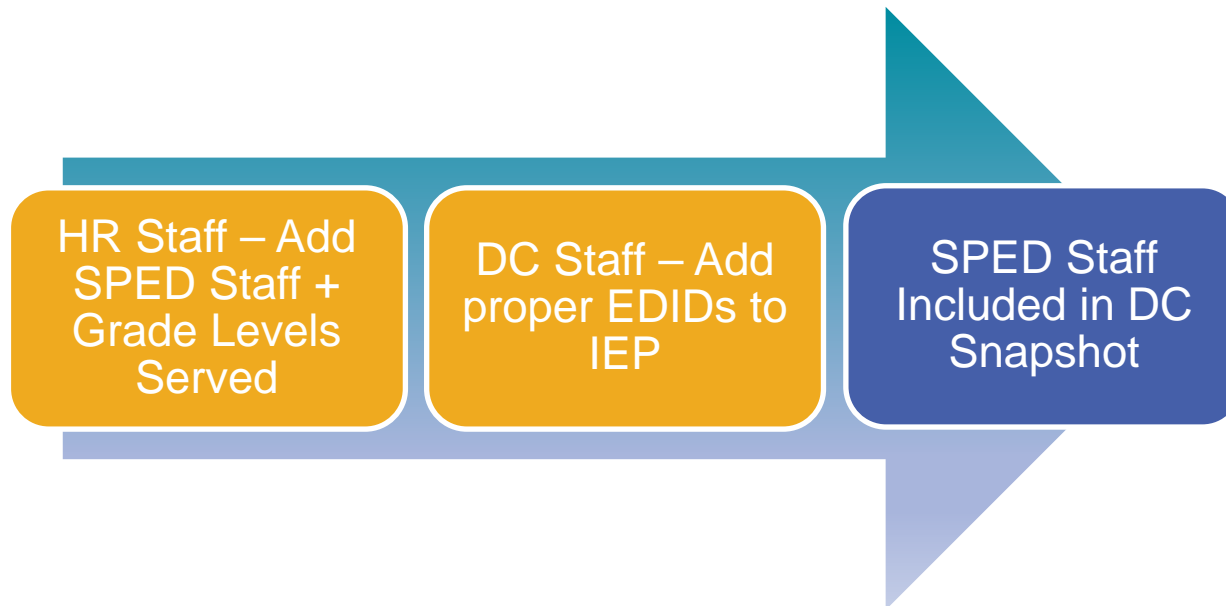 HR Staff – Add
SPED Staff +
Grade Levels
Served
DC Staff – Add
proper EDIDs to
IEP
SPED Staff
Included in DC
Snapshot